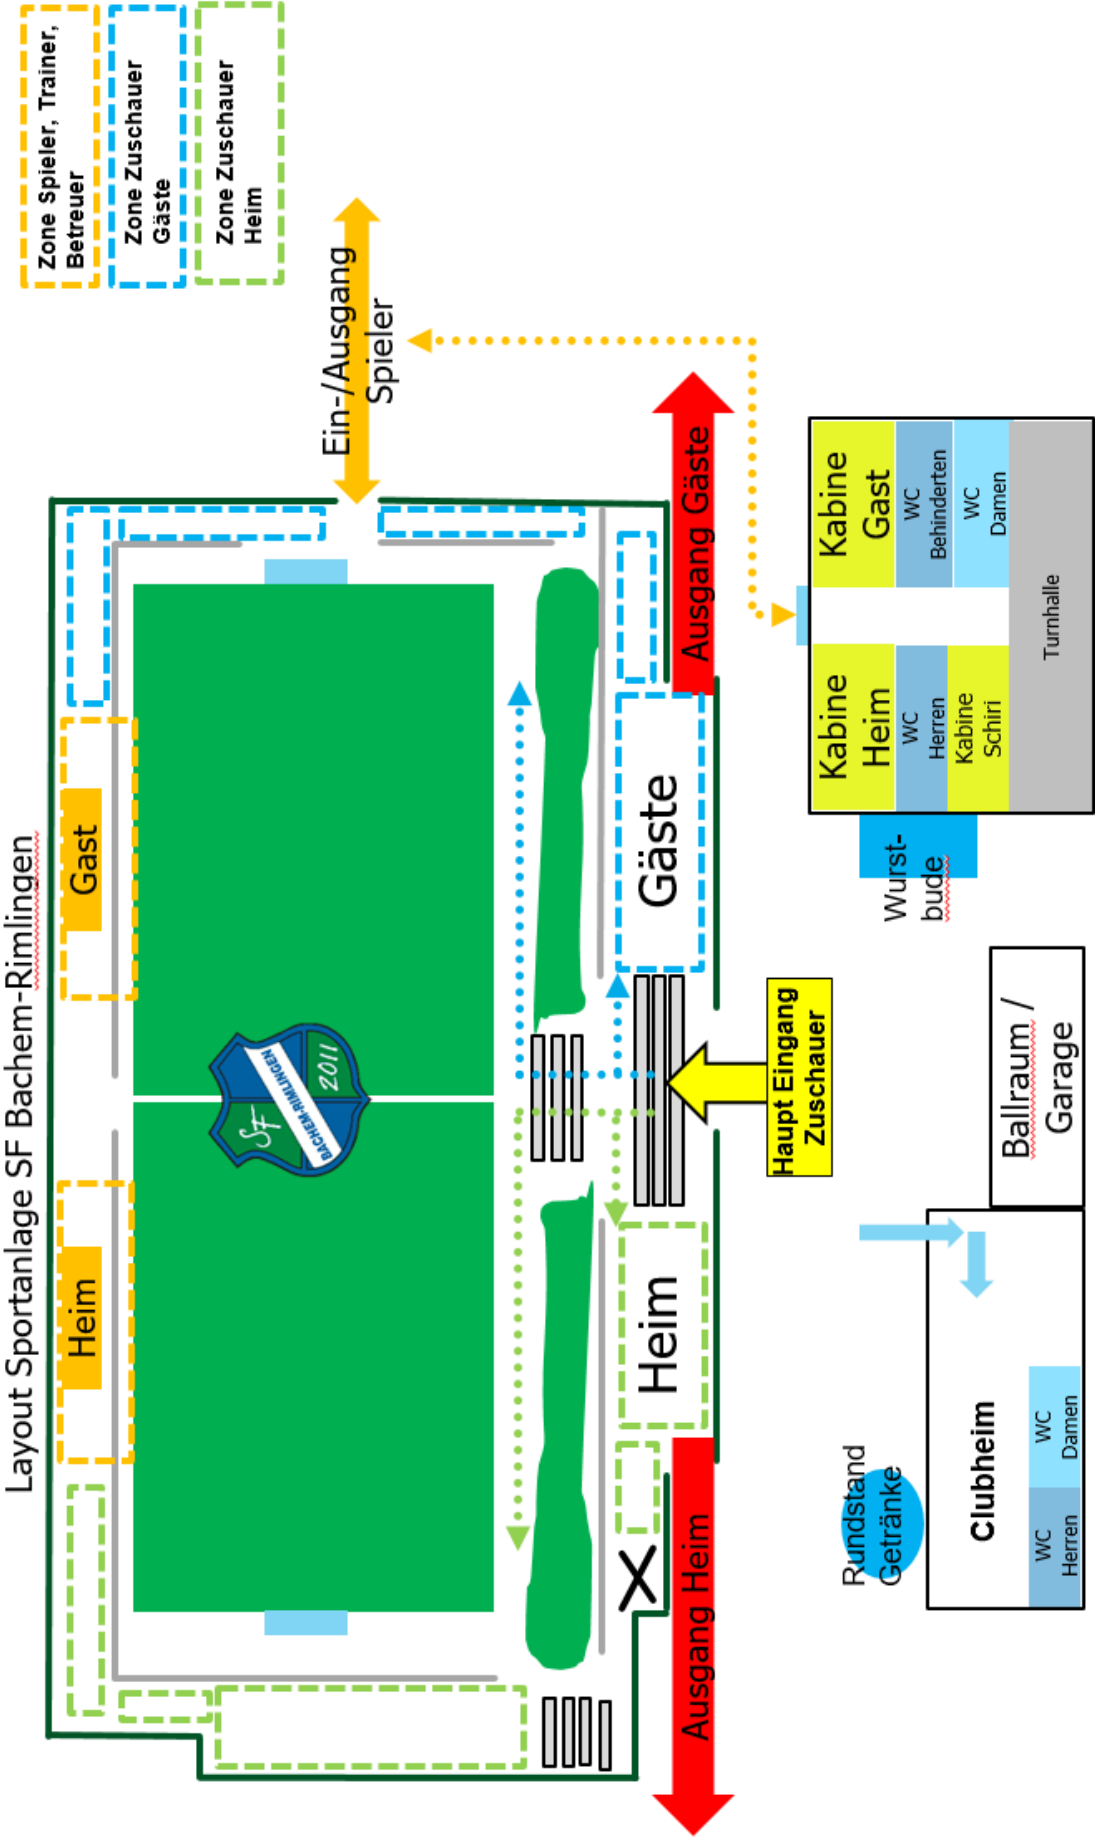 Layout Sportanlage SF Bachem-Rimlingen
Zone Spieler, Trainer,
Betreuer
Zone Zuschauer
Gäste
Zone Zuschauer
Heim
Heim
Gast
Ein-/Ausgang
Spieler
SF
2011
BACHEM-RIMLINGEN
Heim
Gäste
Ausgang Heim
Ausgang Gäste
Haupt Eingang
Zuschauer
Rundstand
Getränke
Clubheim
WC
Herren
WC
Damen
Ballraum /
Garage
Wurst-
bude
Kabine
Heim
WC
Herren
Kabine
Schiri
Kabine
Gast
WC
Behinderten
WC
Damen
Turnhalle